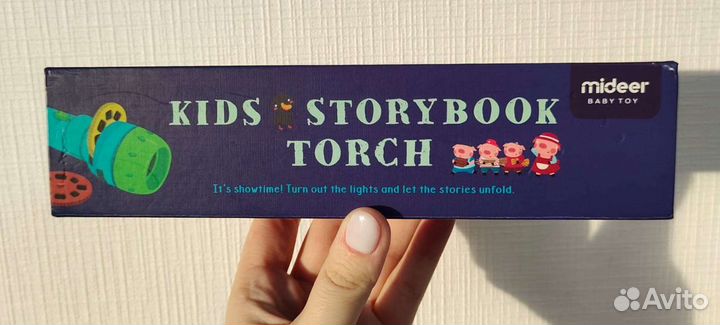 mideer
BABY TOY
KIDS STORYBOOK
TORCH
It's showtime! Turn out the lights and let the stories unfold.
Avito